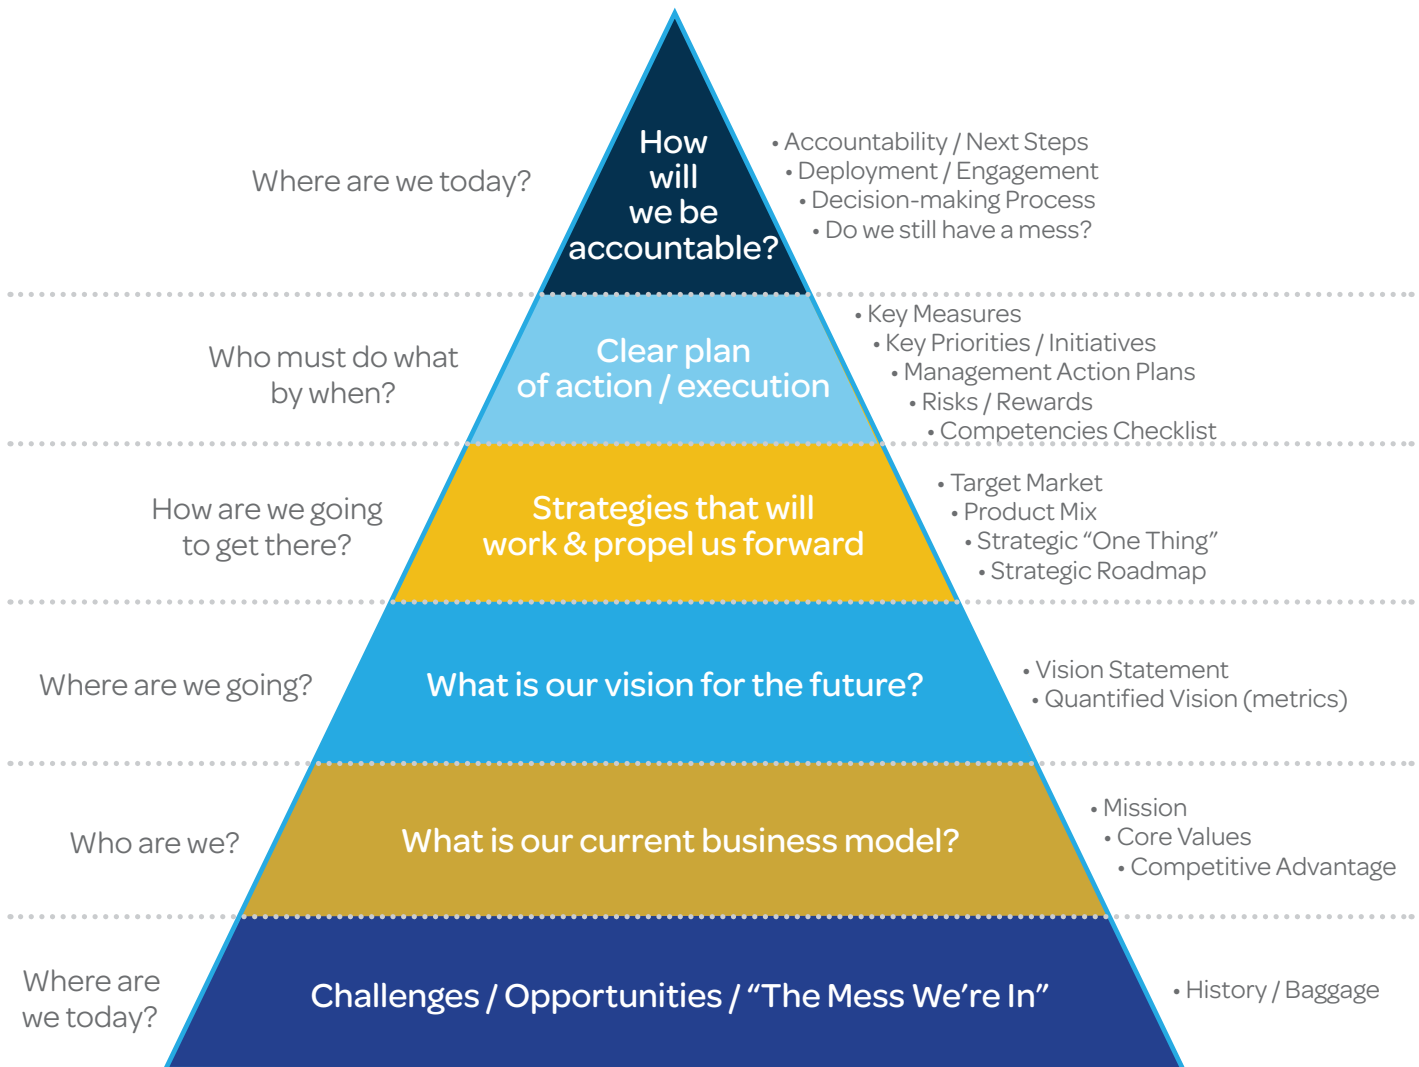 Where are we today?
How
will
we be
accountable?
• Accountability / Next Steps
• Deployment / Engagement
• Decision-making Process
• Do we still have a mess?
Who must do what
by when?
Clear plan
of action / execution
• Key Measures
• Key Priorities / Initiatives
• Management Action Plans
• Risks / Rewards
• Competencies Checklist
How are we going
to get there?
Strategies that will
work & propel us forward
• Target Market
• Product Mix
• Strategic “One Thing”
• Strategic Roadmap
Where are we going?
What is our vision for the future?
• Vision Statement
• Quantified Vision (metrics)
Who are we?
What is our current business model?
• Mission
• Core Values
• Competitive Advantage
Where are
we today?
Challenges / Opportunities / “The Mess We’re In”
• History / Baggage